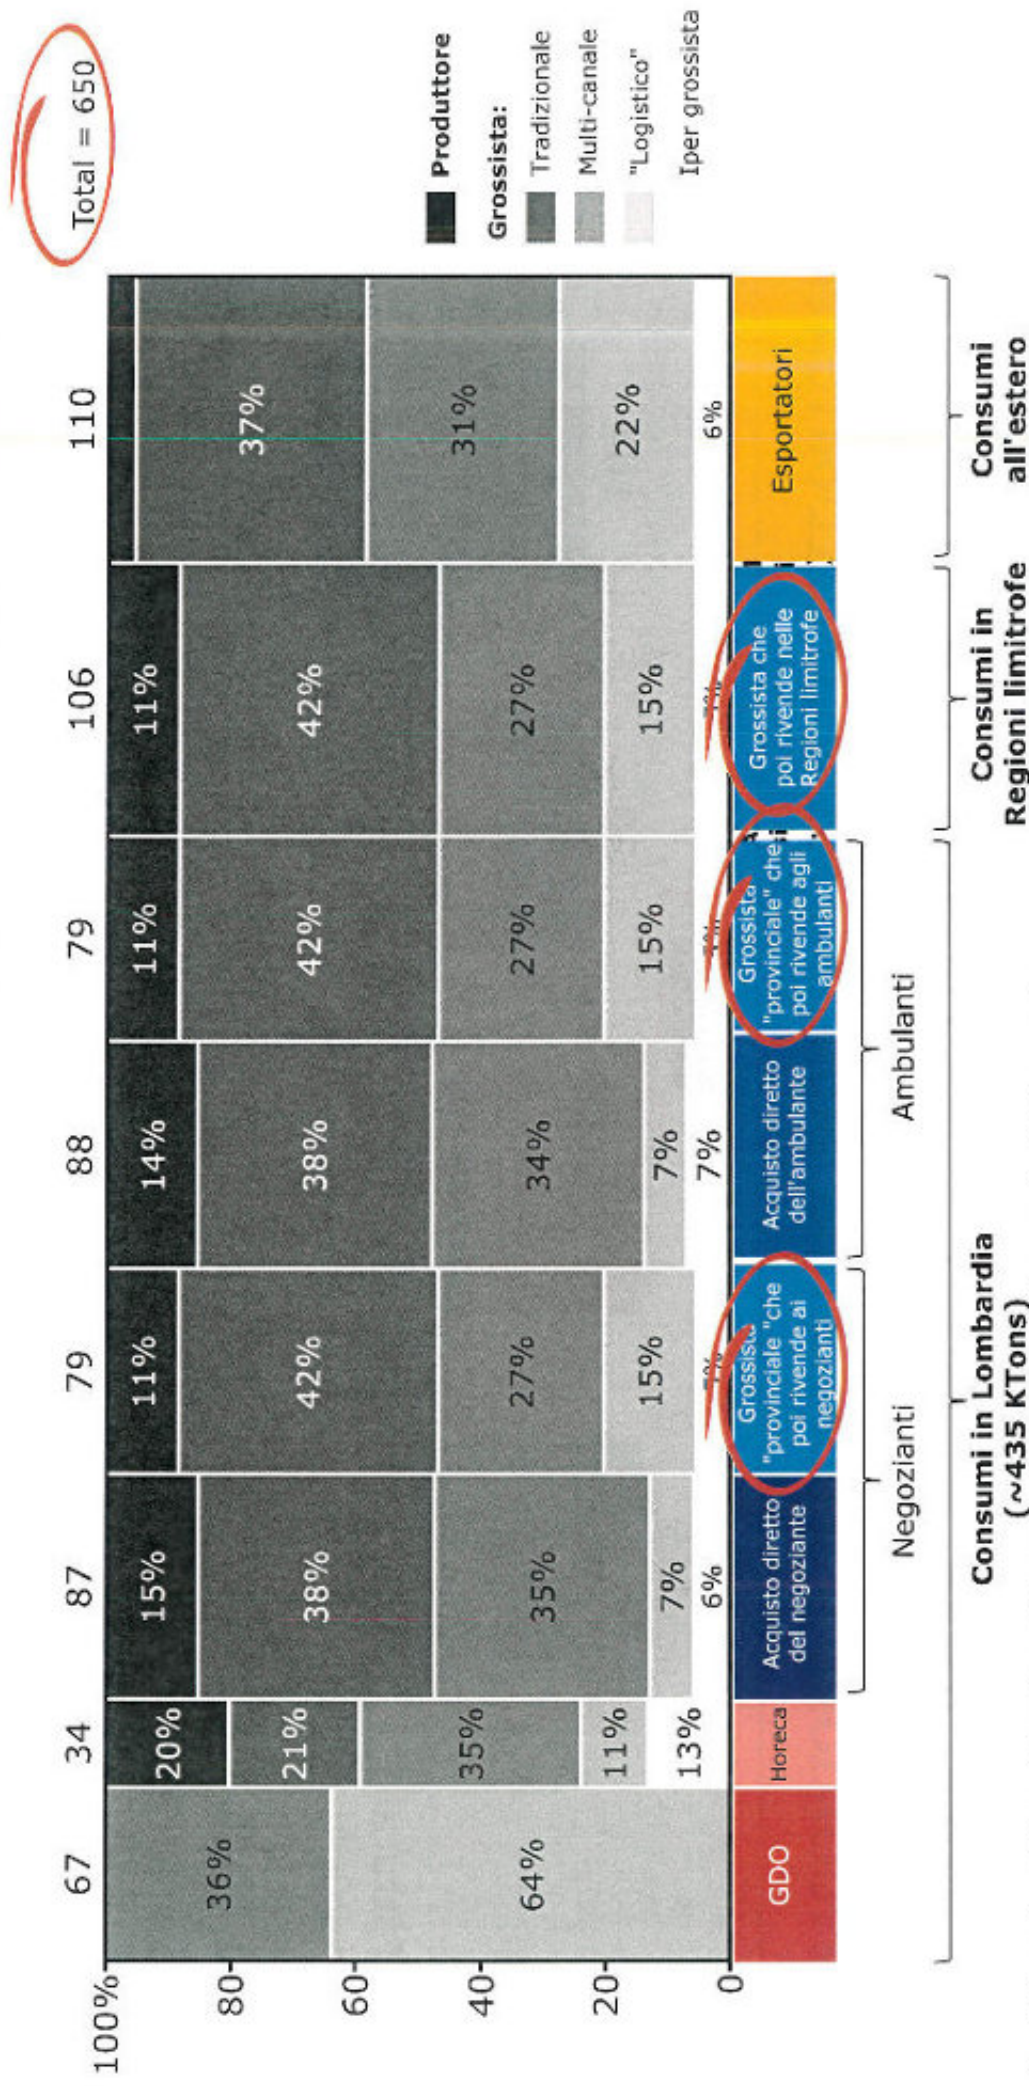 Total = 650
67
34
87
79
88
79
106
110
100%
80
60
40
20
0
36%
64%
20%
21%
35%
11%
13%
15%
38%
35%
7%
6%
11%
42%
27%
15%
14%
38%
34%
7%
7%
11%
42%
27%
15%
11%
42%
27%
15%
37%
31%
22%
6%
Produttore
Grossista:
Tradizionale
Multi-canale
"Logistico"
Iper grossista
GDO
Horeca
Acquisto diretto
del negoziante
Grossista
"provinciale "che
poi rivende ai
negozianti
Acquisto diretto
dell'ambulante
Grossista
"provinciale" che
poi rivende agli
ambulanti
Grossista che
poi rivende nelle
Regioni limitrofe
Esportatori
Negozianti
Ambulanti
Consumi in Lombardia
(~435 KTons)
Consumi in
Regioni limitrofe
Consumi
all'estero